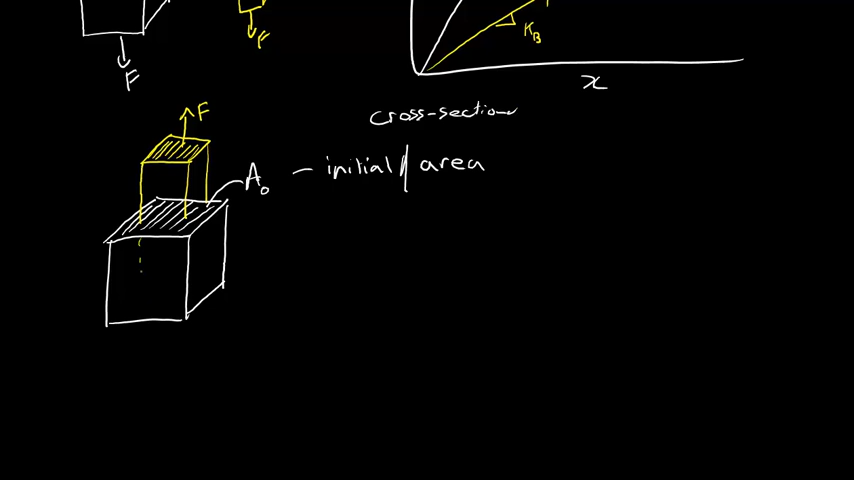 F
F
K_B
x
F
cross-section
A₀ — initial area